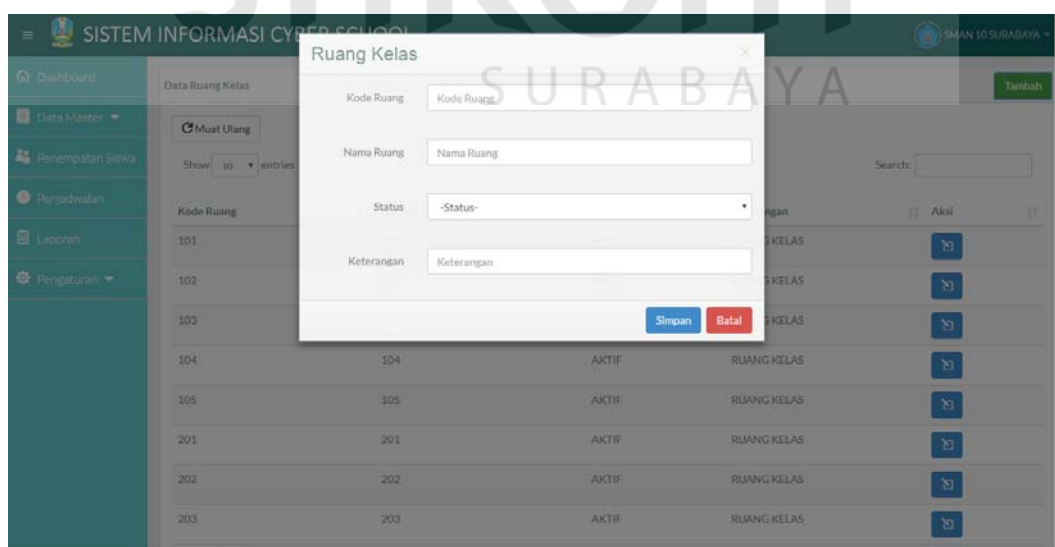 SISTEM INFORMASI CYBER SCHOOL
SMAN 10 SURABAYA
SURABAYA
Dashboard
Data Master
Penempatan Siswa
Penjadwalan
Laporan
Pengaturan
Data Ruang Kelas
Tambah
Muat Ulang
Show 10 entries
Search:
Ruang Kelas
Kode Ruang Kode Ruang
Nama Ruang Nama Ruang
Status -Status-
Keterangan Keterangan
Simpan Batal
Kode Ruang ngan Aksi
101 KELAS
102 KELAS
103 KELAS
104 104 AKTIF RUANG KELAS
105 105 AKTIF RUANG KELAS
201 201 AKTIF RUANG KELAS
202 202 AKTIF RUANG KELAS
203 203 AKTIF RUANG KELAS